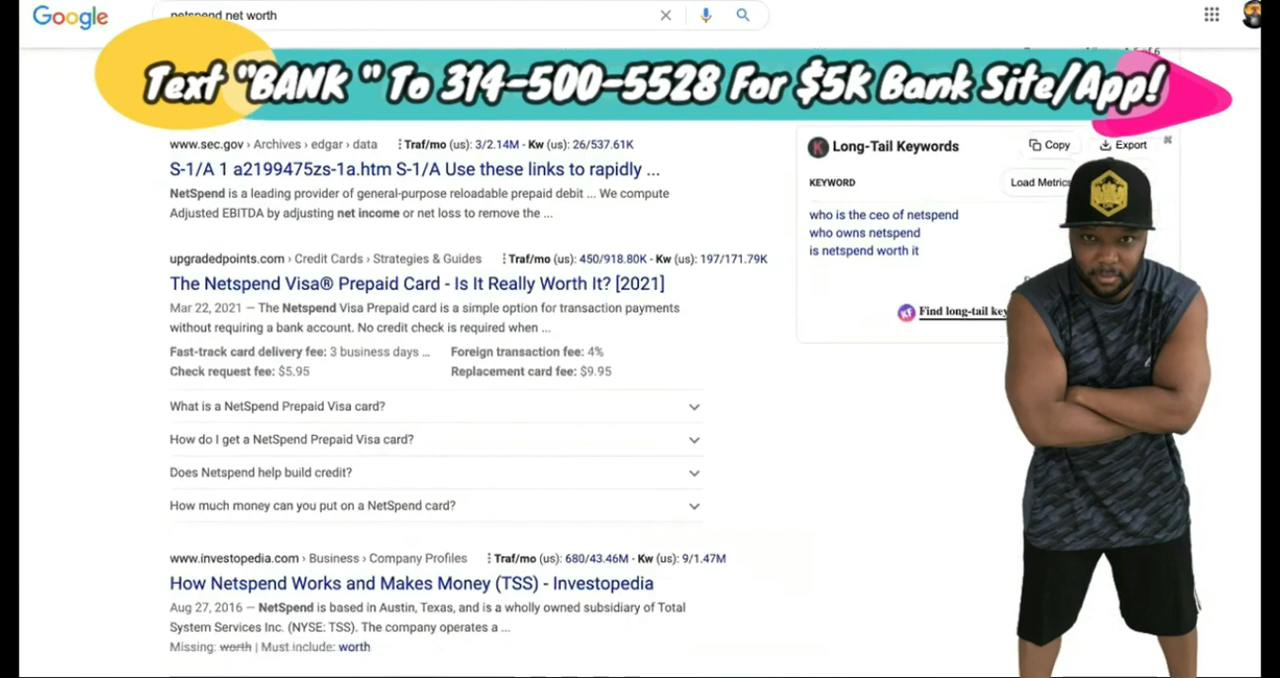 Google
netspend net worth
Text "BANK " To 314-500-5528 For $5K Bank Site/App!
www.sec.gov › Archives › edgar › data Traf/mo (us): 3/2.14M - Kw (us): 26/537.61K
S-1/A 1 a2199475zs-1a.htm S-1/A Use these links to rapidly ...
NetSpend is a leading provider of general-purpose reloadable prepaid debit ... We compute
Adjusted EBITDA by adjusting net income or net loss to remove the ...
upgradedpoints.com › Credit Cards › Strategies & Guides Traf/mo (us): 450/918.80K - Kw (us): 197/171.79K
The Netspend Visa® Prepaid Card - Is It Really Worth It? [2021]
Mar 22, 2021 — The Netspend Visa Prepaid card is a simple option for transaction payments
without requiring a bank account. No credit check is required when ...
Fast-track card delivery fee: 3 business days ... Foreign transaction fee: 4%
Check request fee: $5.95 Replacement card fee: $9.95
What is a NetSpend Prepaid Visa card?
How do I get a NetSpend Prepaid Visa card?
Does Netspend help build credit?
How much money can you put on a NetSpend card?
www.investopedia.com › Business › Company Profiles Traf/mo (us): 680/43.46M - Kw (us): 9/1.47M
How Netspend Works and Makes Money (TSS) - Investopedia
Aug 27, 2016 — NetSpend is based in Austin, Texas, and is a wholly owned subsidiary of Total
System Services Inc. (NYSE: TSS). The company operates a ...
Missing: worth | Must include: worth
K Long-Tail Keywords Copy Export
KEYWORD Load Metrics
who is the ceo of netspend
who owns netspend
is netspend worth it
KF Find long-tail key